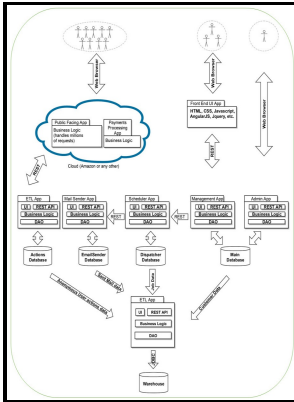 Web Browser
Web Browser
Web Browser
Public Facing App
Business Logic
(handles millions
of requests)
Payments
Processing
App
Business Logic
Cloud (Amazon or any other)
Front End UI App
HTML, CSS, Javascript,
AngularJS, Jquery, etc.
REST
REST
ETL App
UI
REST API
Business Logic
DAO
Mail Sender App
UI
REST API
Business Logic
DAO
REST
Scheduler App
UI
REST API
Business Logic
DAO
REST
Management App
UI
REST API
Business Logic
DAO
Admin App
UI
REST API
Business Logic
DAO
Actions
Database
EmailSender
Database
Dispatcher
Database
Main
Database
Anonymous User Actions data
Sent Mail data
Job Data
Customer Data
ETL App
UI
REST API
Business Logic
DAO
JDBC
Warehouse